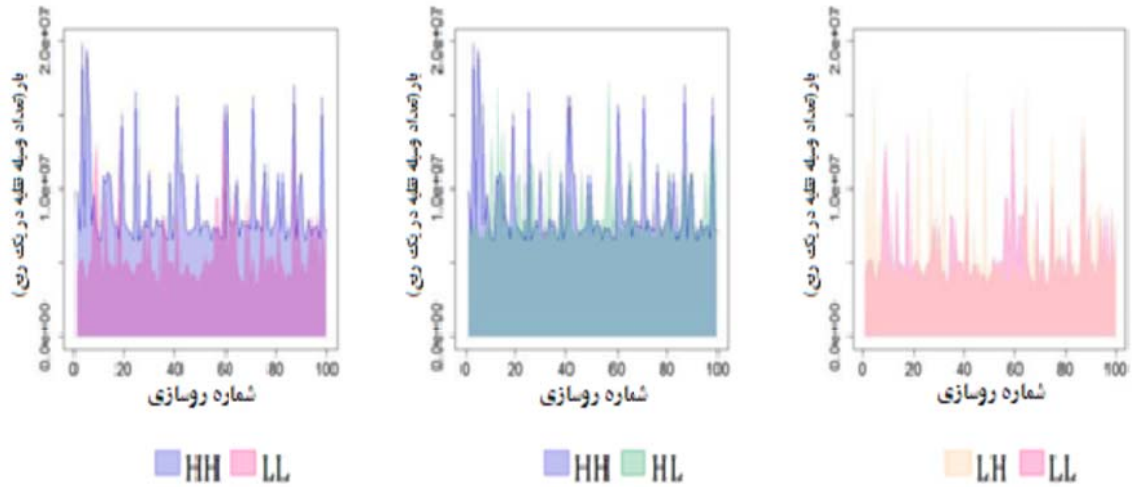 2.0e+07
1.0e+07
0.0e+00
بار (تعداد وسیله نقلیه در یک ربع)
0 20 40 60 80 100
شماره روسازی
HH LL
2.0e+07
1.0e+07
0.0e+00
بار (تعداد وسیله نقلیه در یک ربع)
0 20 40 60 80 100
شماره روسازی
HH HL
2.0e+07
1.0e+07
0.0e+00
بار (تعداد وسیله نقلیه در یک ربع)
0 20 40 60 80 100
شماره روسازی
LH LL